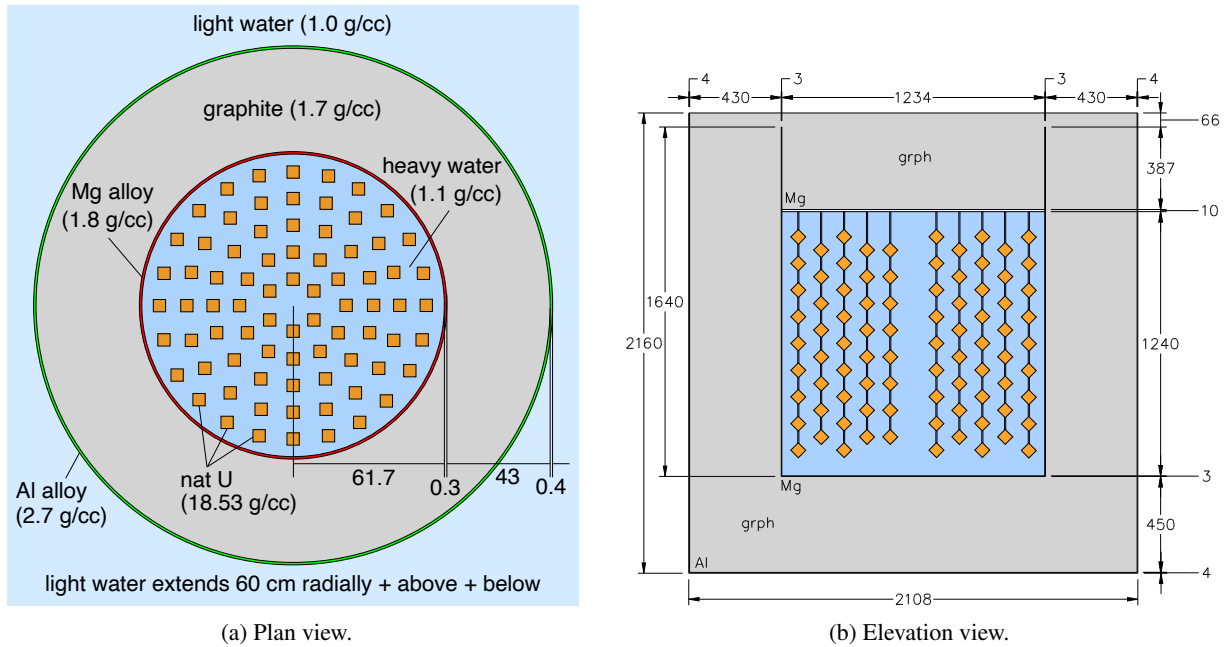 light water (1.0 g/cc)
graphite (1.7 g/cc)
heavy water
(1.1 g/cc)
Mg alloy
(1.8 g/cc)
nat U
(18.53 g/cc)
61.7
43
0.3
0.4
Al alloy
(2.7 g/cc)
light water extends 60 cm radially + above + below
(a) Plan view.
4
3
3
4
430
1234
430
66
grph
387
Mg
10
1640
2160
1240
Mg
3
grph
450
Al
4
2108
(b) Elevation view.